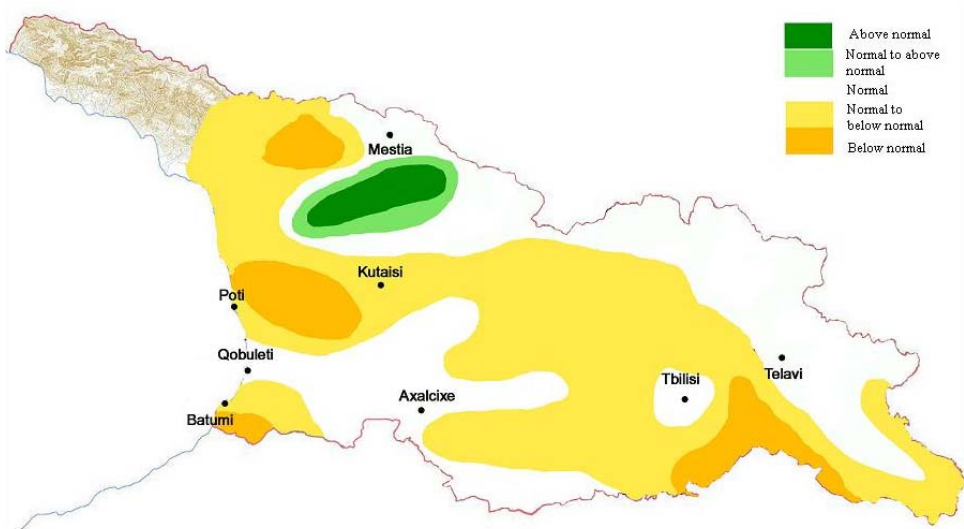 Above normal
Normal to above
normal
Normal
Normal to
below normal
Below normal
Mestia
Kutaisi
Poti
Qobuleti
Tbilisi
Telavi
Axalcixe
Batumi